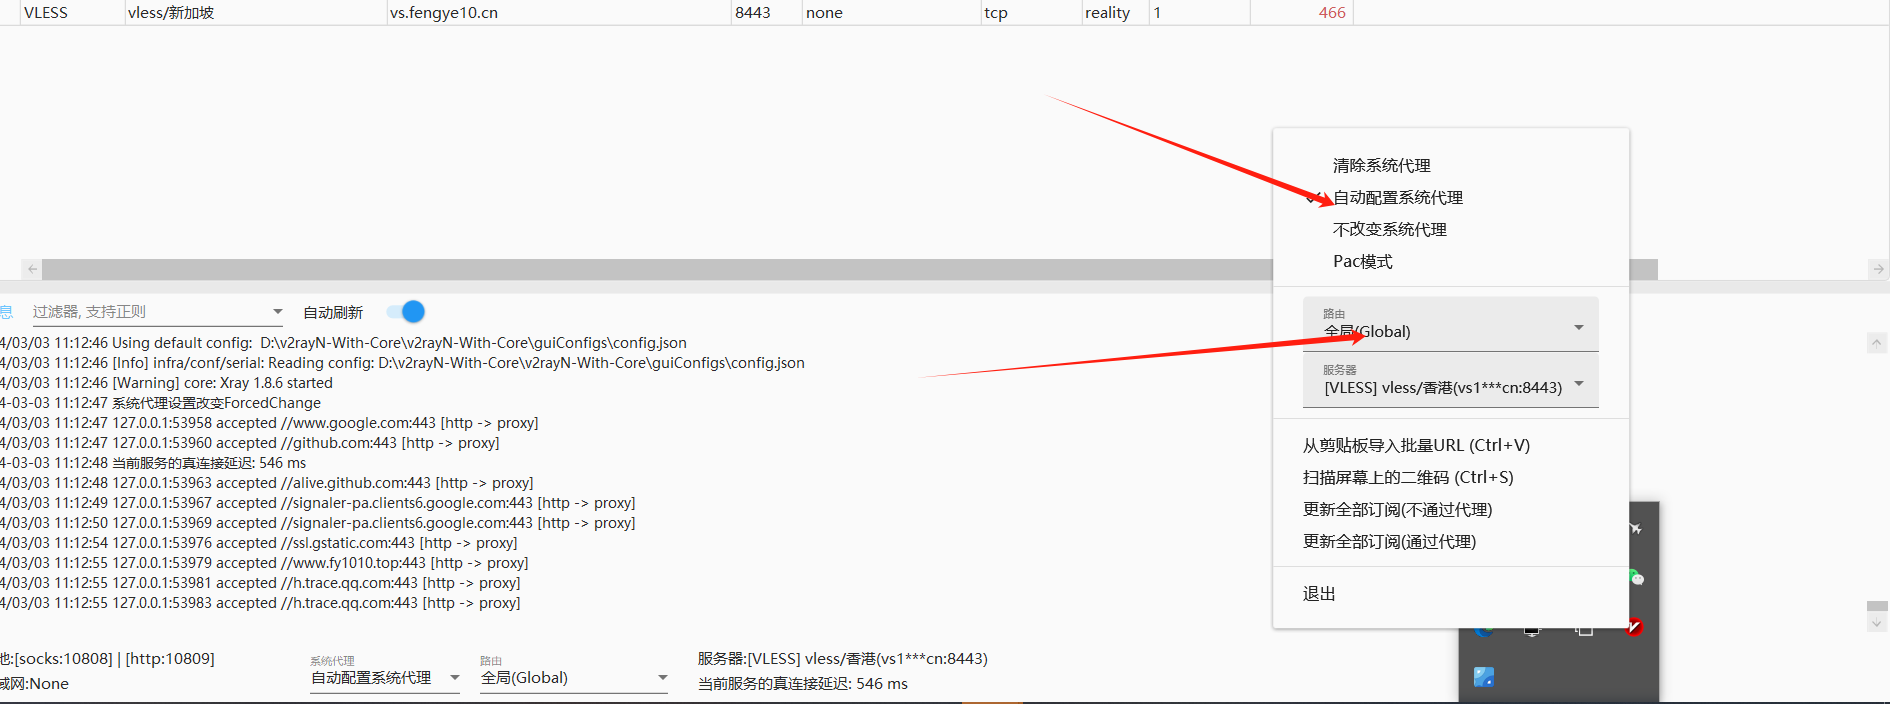 VLESS vless/新加坡 vs.fengye10.cn 8443 none tcp reality 1 466
清除系统代理
自动配置系统代理
不改变系统代理
Pac模式
路由
全局(Global)
服务器
[VLESS] vless/香港(vs1***cn:8443)
从剪贴板导入批量URL (Ctrl+V)
扫描屏幕上的二维码 (Ctrl+S)
更新全部订阅(不通过代理)
更新全部订阅(通过代理)
退出
息 过滤器, 支持正则 自动刷新
4/03/03 11:12:46 Using default config:  D:\v2rayN-With-Core\v2rayN-With-Core\guiConfigs\config.json
4/03/03 11:12:46 [Info] infra/conf/serial: Reading config: D:\v2rayN-With-Core\v2rayN-With-Core\guiConfigs\config.json
4/03/03 11:12:46 [Warning] core: Xray 1.8.6 started
4-03-03 11:12:47 系统代理设置改变ForcedChange
4/03/03 11:12:47 127.0.0.1:53958 accepted //www.google.com:443 [http -> proxy]
4/03/03 11:12:47 127.0.0.1:53960 accepted //github.com:443 [http -> proxy]
4-03-03 11:12:48 当前服务的真连接延迟: 546 ms
4/03/03 11:12:48 127.0.0.1:53963 accepted //alive.github.com:443 [http -> proxy]
4/03/03 11:12:49 127.0.0.1:53967 accepted //signaler-pa.clients6.google.com:443 [http -> proxy]
4/03/03 11:12:50 127.0.0.1:53969 accepted //signaler-pa.clients6.google.com:443 [http -> proxy]
4/03/03 11:12:54 127.0.0.1:53976 accepted //ssl.gstatic.com:443 [http -> proxy]
4/03/03 11:12:55 127.0.0.1:53979 accepted //www.fy1010.top:443 [http -> proxy]
4/03/03 11:12:55 127.0.0.1:53981 accepted //h.trace.qq.com:443 [http -> proxy]
4/03/03 11:12:55 127.0.0.1:53983 accepted //h.trace.qq.com:443 [http -> proxy]
地:[socks:10808] | [http:10809]
域网:None
系统代理
自动配置系统代理
路由
全局(Global)
服务器:[VLESS] vless/香港(vs1***cn:8443)
当前服务的真连接延迟: 546 ms